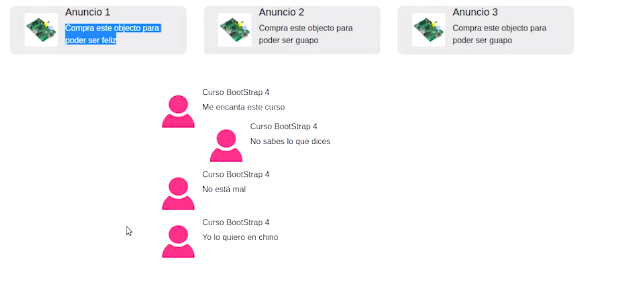 Anuncio 1
Compra este objecto para
poder ser feliz
Anuncio 2
Compra este objecto para
poder ser guapo
Anuncio 3
Compra este objecto para
poder ser guapo
Curso BootStrap 4
Me encanta este curso
Curso BootStrap 4
No sabes lo que dices
Curso BootStrap 4
No está mal
Curso BootStrap 4
Yo lo quiero en chino